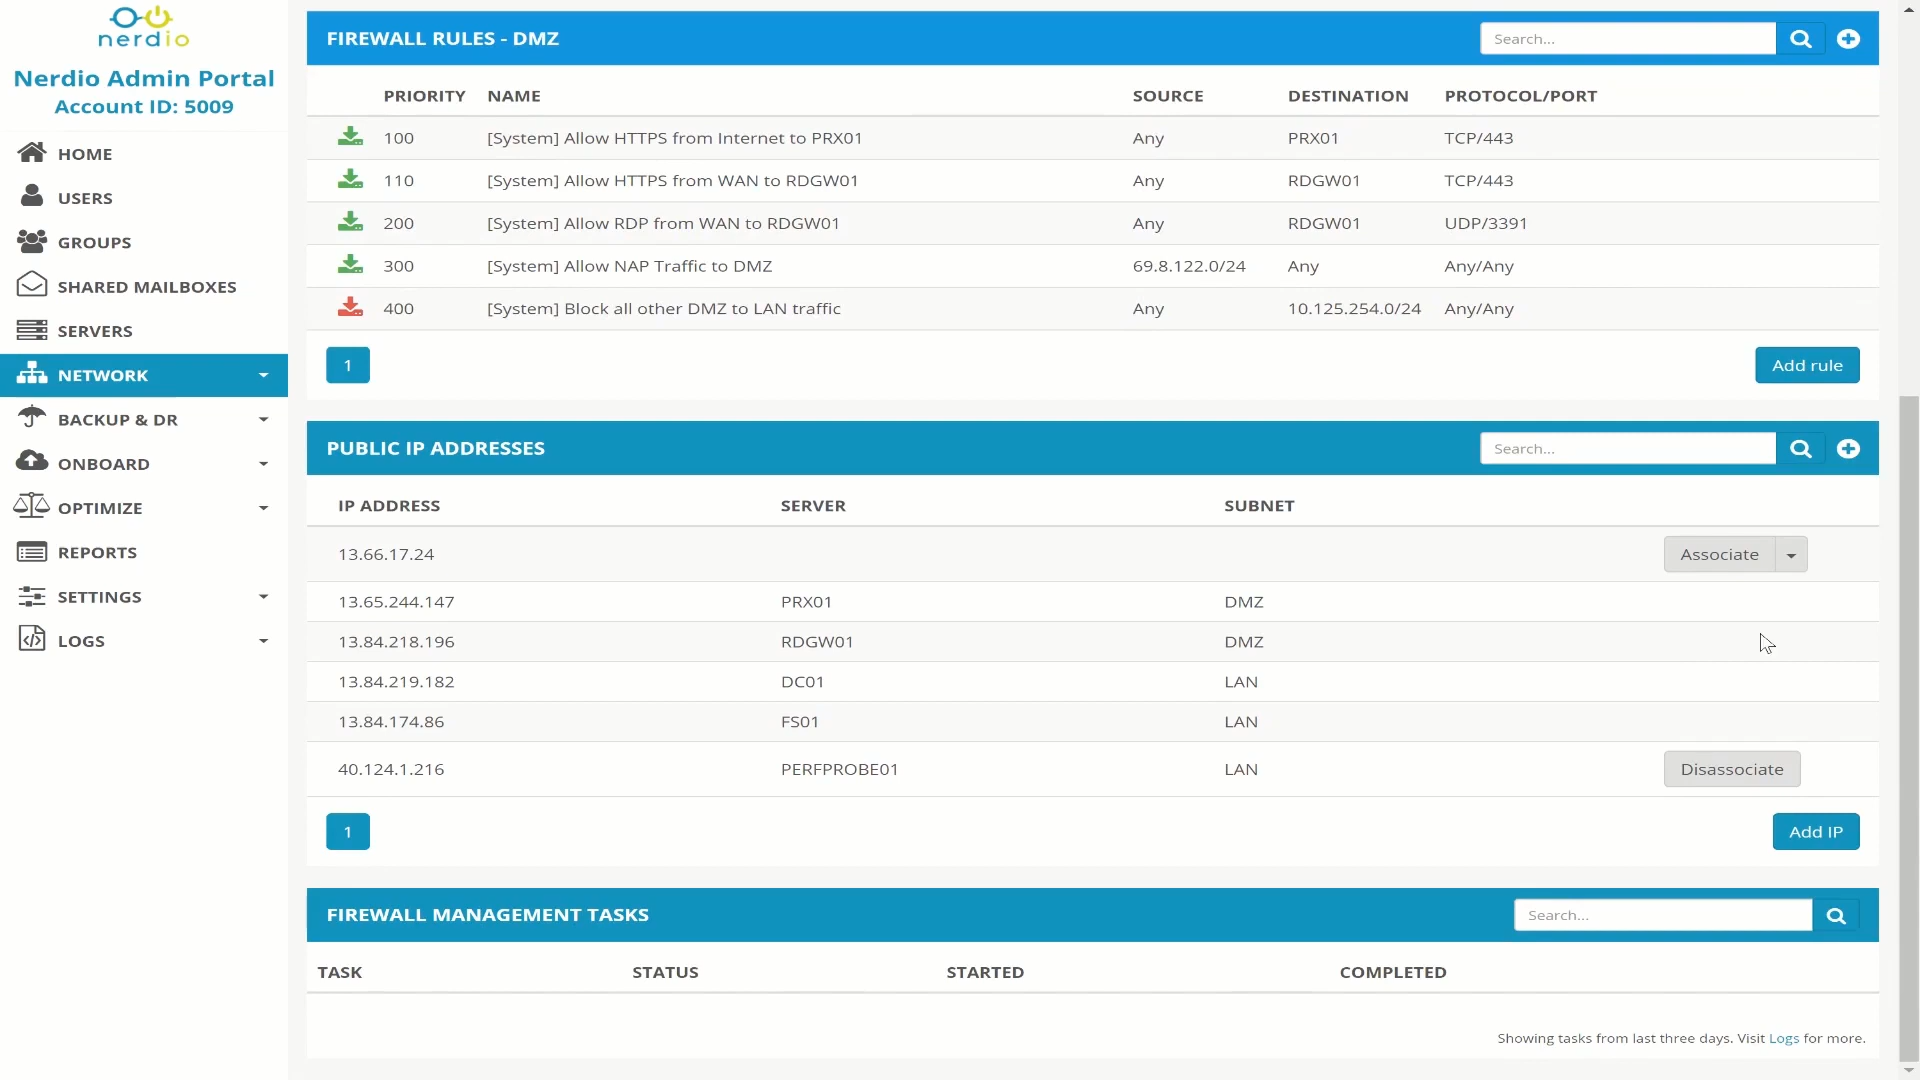 nerdio
Nerdio Admin Portal
Account ID: 5009
HOME
USERS
GROUPS
SHARED MAILBOXES
SERVERS
NETWORK
BACKUP & DR
ONBOARD
OPTIMIZE
REPORTS
SETTINGS
LOGS
FIREWALL RULES - DMZ Search...
PRIORITY NAME SOURCE DESTINATION PROTOCOL/PORT
100 [System] Allow HTTPS from Internet to PRX01 Any PRX01 TCP/443
110 [System] Allow HTTPS from WAN to RDGW01 Any RDGW01 TCP/443
200 [System] Allow RDP from WAN to RDGW01 Any RDGW01 UDP/3391
300 [System] Allow NAP Traffic to DMZ 69.8.122.0/24 Any Any/Any
400 [System] Block all other DMZ to LAN traffic Any 10.125.254.0/24 Any/Any
1 Add rule
PUBLIC IP ADDRESSES Search...
IP ADDRESS SERVER SUBNET
13.66.17.24 Associate
13.65.244.147 PRX01 DMZ
13.84.218.196 RDGW01 DMZ
13.84.219.182 DC01 LAN
13.84.174.86 FS01 LAN
40.124.1.216 PERFPROBE01 LAN Disassociate
1 Add IP
FIREWALL MANAGEMENT TASKS Search...
TASK STATUS STARTED COMPLETED
Showing tasks from last three days. Visit Logs for more.